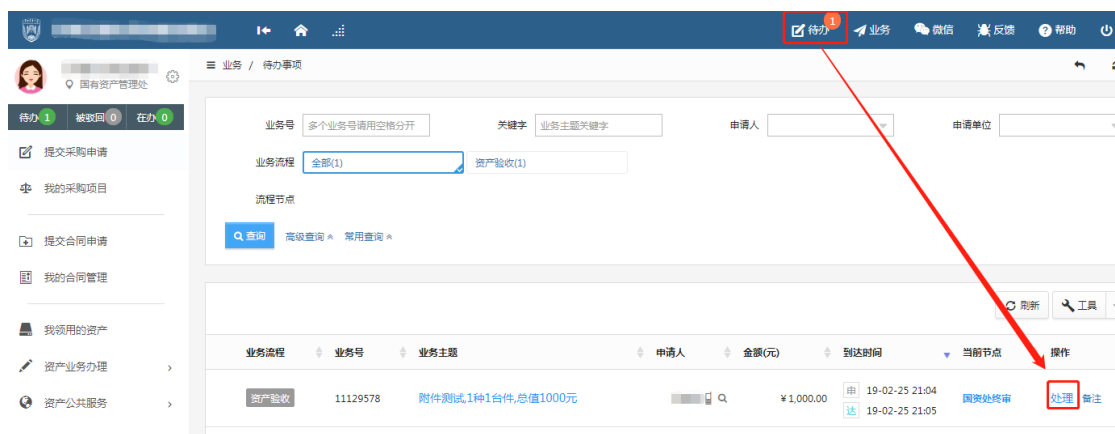 待办 1 业务 微信 反馈 帮助
国有资产管理处
业务 / 待办事项
待办 1 被驳回 0 在办 0
提交采购申请
我的采购项目
提交合同申请
我的合同管理
我领用的资产
资产业务办理
资产公共服务
业务号 多个业务号请用空格分开 关键字 业务主题关键字 申请人 申请单位
业务流程 全部(1) 资产验收(1)
流程节点
查询 高级查询 常用查询
刷新 工具
业务流程 业务号 业务主题 申请人 金额(元) 到达时间 当前节点 操作
资产验收 11129578 附件测试,1种1台件,总值1000元 ¥1,000.00 申 19-02-25 21:04 国资处终审 处理 备注
达 19-02-25 21:05